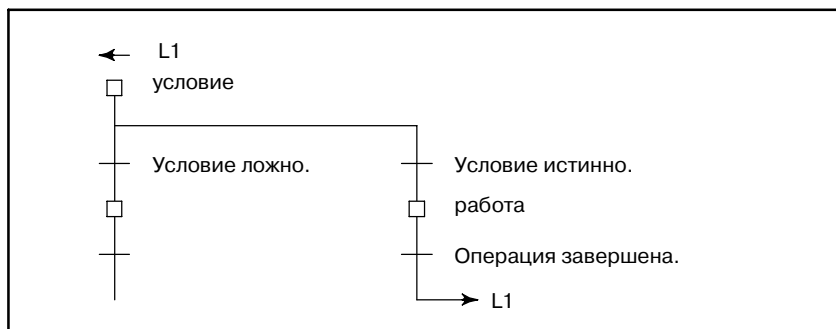 L1
условие
Условие ложно.
Условие истинно.
работа
Операция завершена.
L1